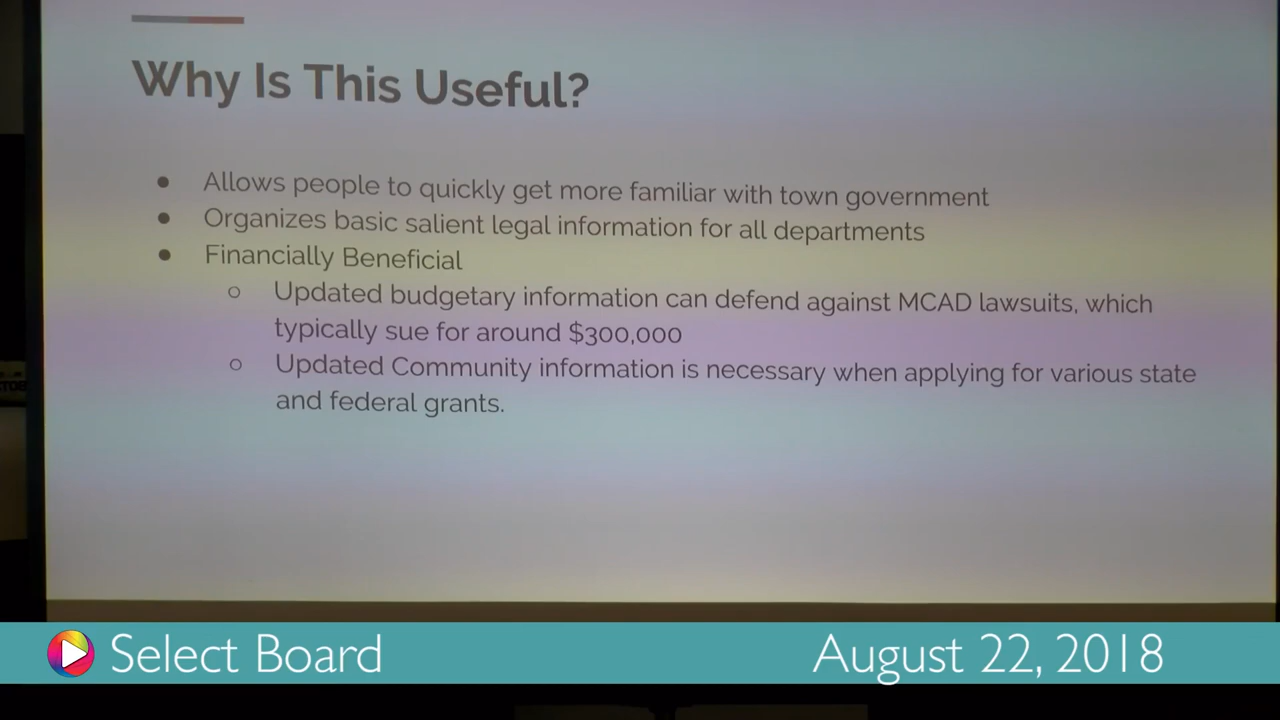 Why Is This Useful?
● Allows people to quickly get more familiar with town government
● Organizes basic salient legal information for all departments
● Financially Beneficial
○ Updated budgetary information can defend against MCAD lawsuits, which
typically sue for around $300,000
○ Updated Community information is necessary when applying for various state
and federal grants.
Select Board
August 22, 2018